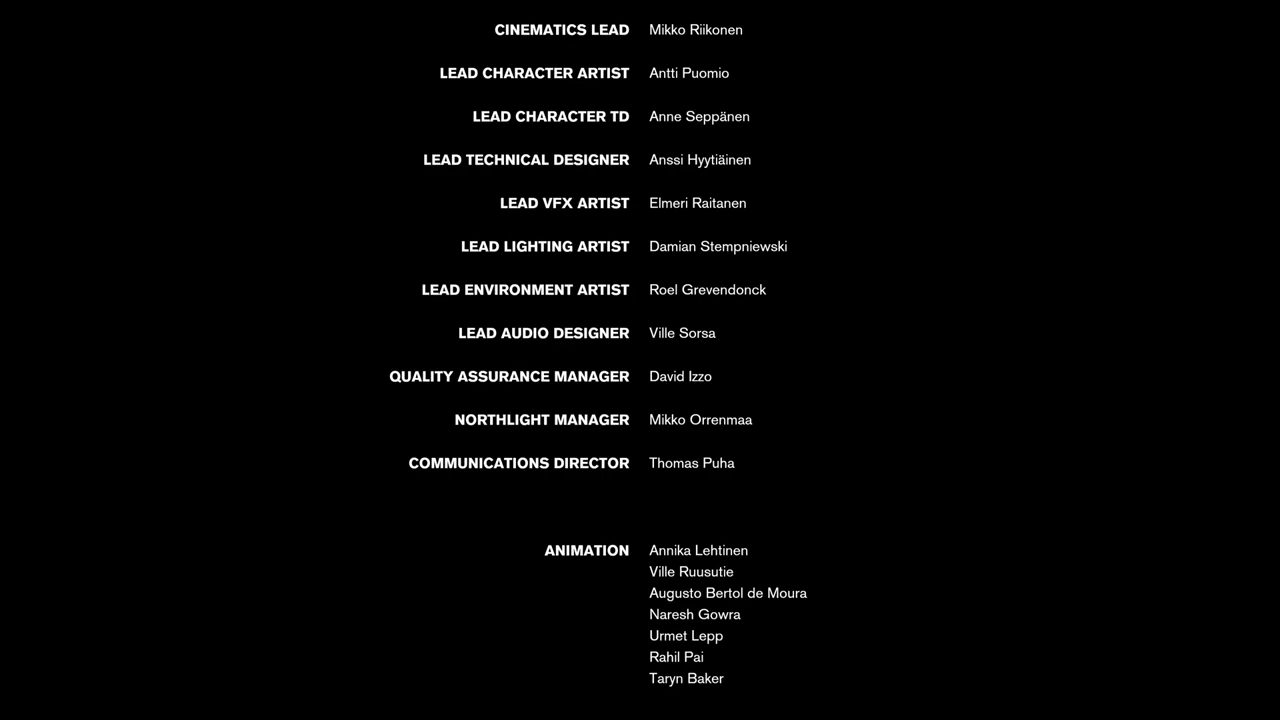 CINEMATICS LEAD Mikko Riikonen
LEAD CHARACTER ARTIST Antti Puomio
LEAD CHARACTER TD Anne Seppänen
LEAD TECHNICAL DESIGNER Anssi Hyytiäinen
LEAD VFX ARTIST Elmeri Raitanen
LEAD LIGHTING ARTIST Damian Stempniewski
LEAD ENVIRONMENT ARTIST Roel Grevendonck
LEAD AUDIO DESIGNER Ville Sorsa
QUALITY ASSURANCE MANAGER David Izzo
NORTHLIGHT MANAGER Mikko Orrenmaa
COMMUNICATIONS DIRECTOR Thomas Puha
ANIMATION Annika Lehtinen
Ville Ruusutie
Augusto Bertol de Moura
Naresh Gowra
Urmet Lepp
Rahil Pai
Taryn Baker